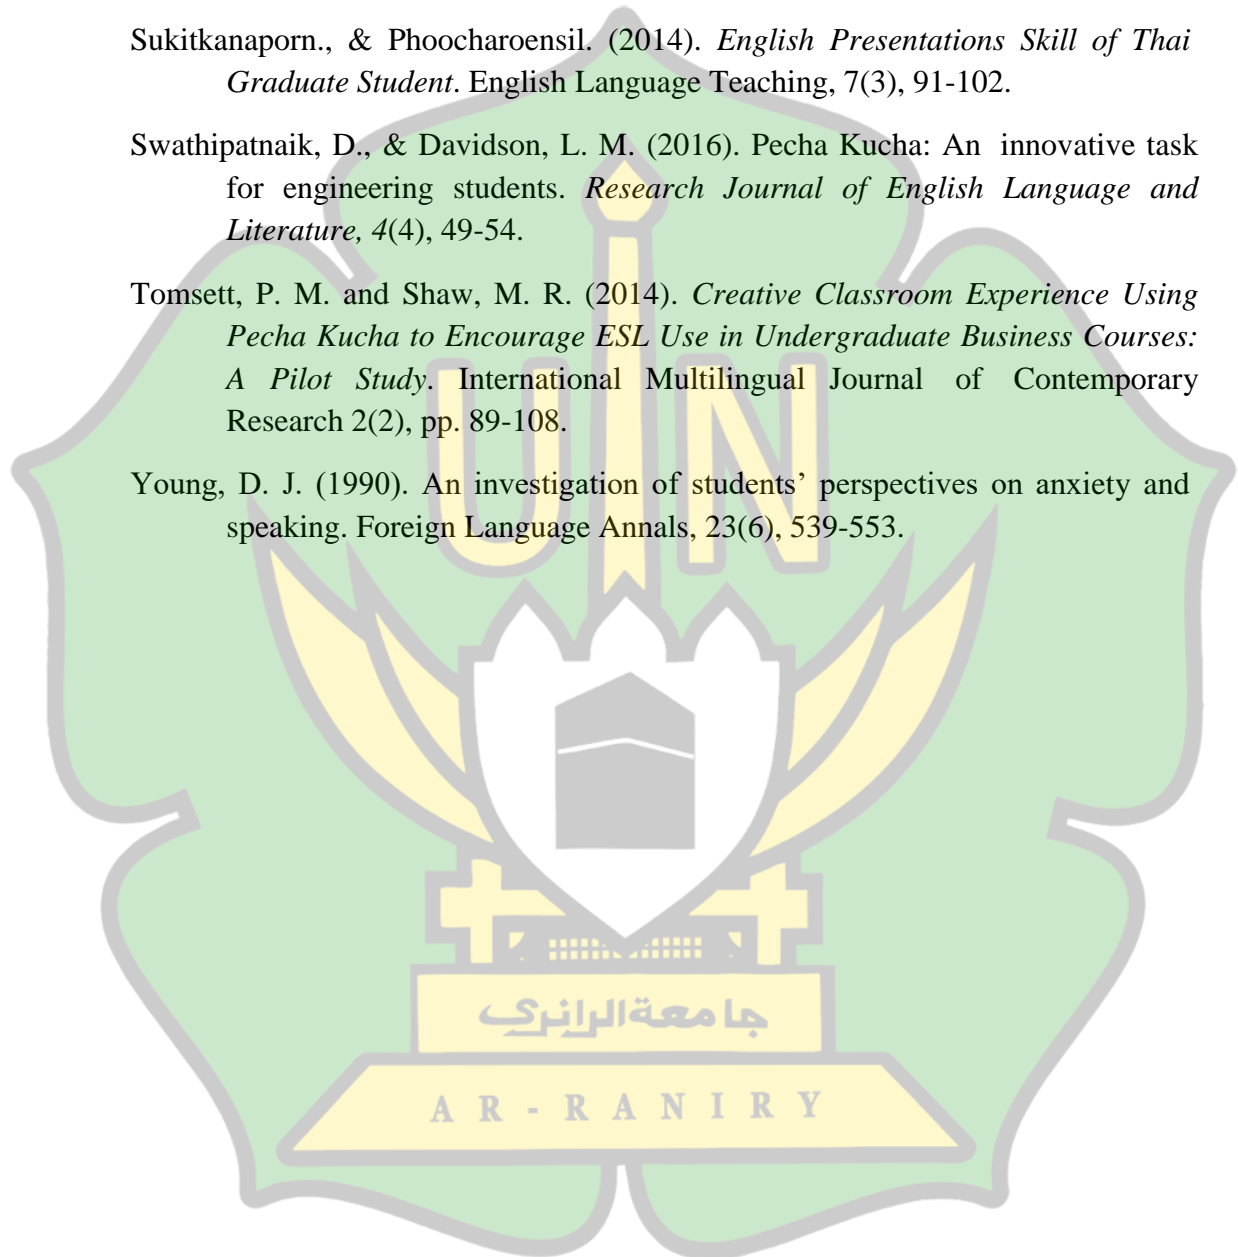 Sukitkanaporn., & Phoocharoensil. (2014). English Presentations Skill of Thai
Graduate Student. English Language Teaching, 7(3), 91-102.
Swathipatnaik, D., & Davidson, L. M. (2016). Pecha Kucha: An innovative task
for engineering students. Research Journal of English Language and
Literature, 4(4), 49-54.
Tomsett, P. M. and Shaw, M. R. (2014). Creative Classroom Experience Using
Pecha Kucha to Encourage ESL Use in Undergraduate Business Courses:
A Pilot Study. International Multilingual Journal of Contemporary
Research 2(2), pp. 89-108.
Young, D. J. (1990). An investigation of students’ perspectives on anxiety and
speaking. Foreign Language Annals, 23(6), 539-553.
UIN
جامعة الرانري
AR-RANIRY